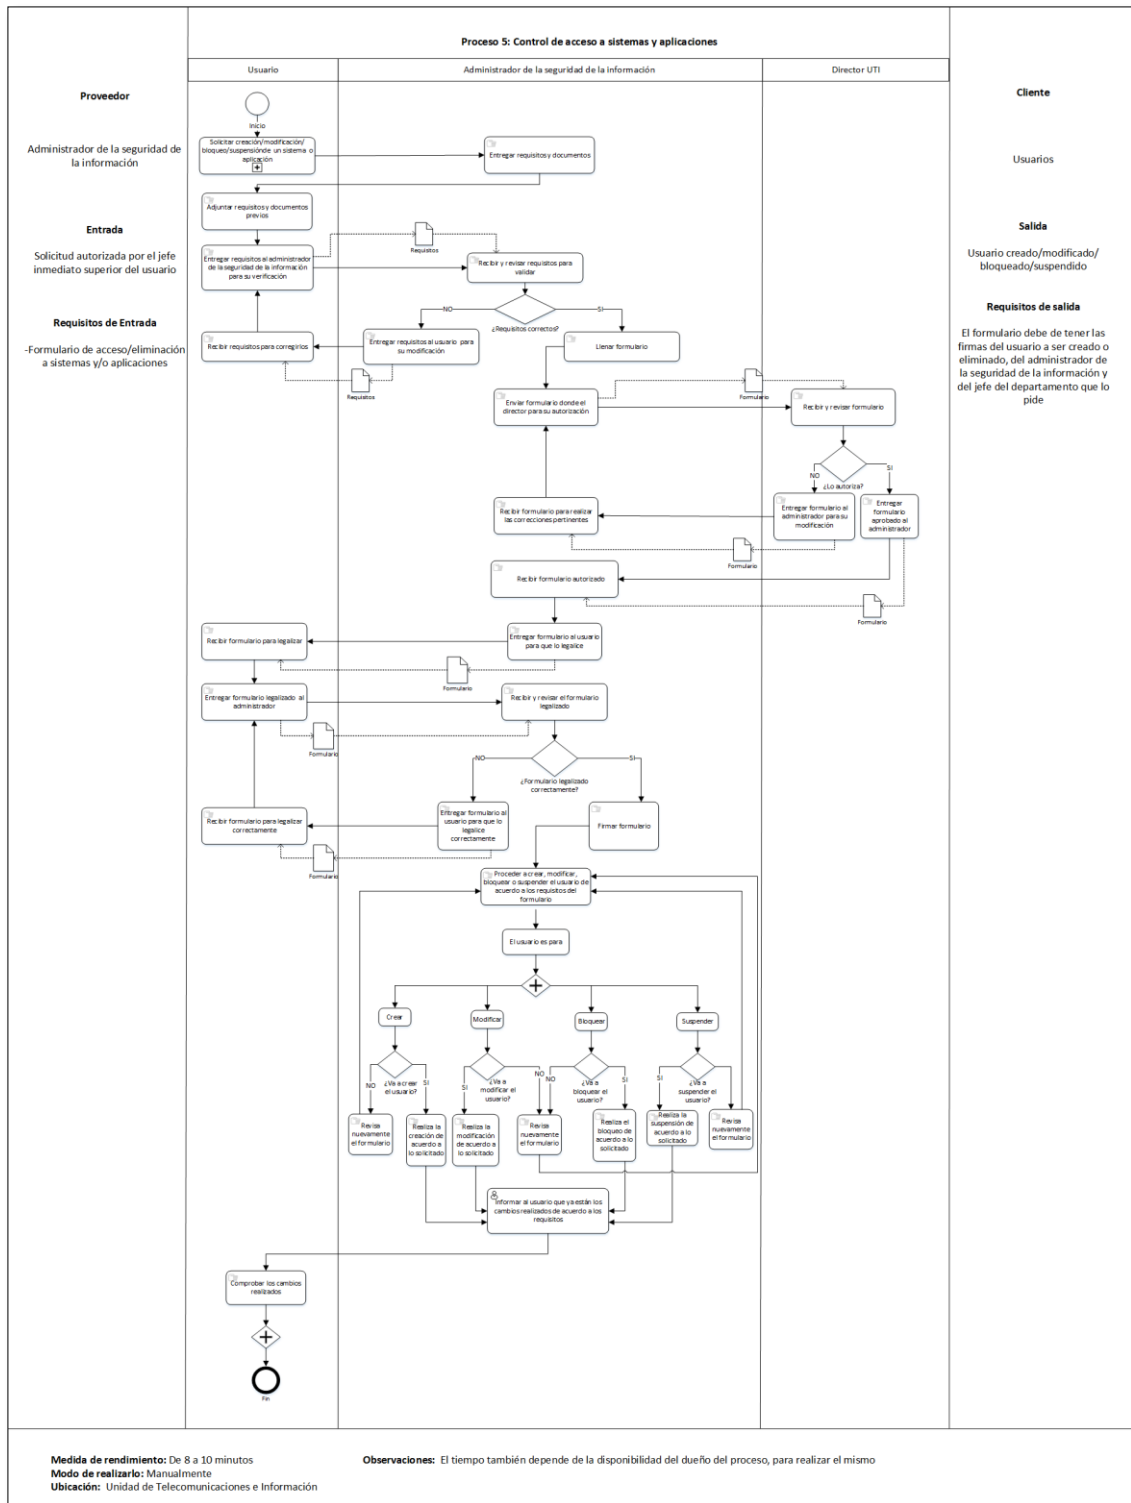 Proceso 5: Control de acceso a sistemas y aplicaciones
Usuario
Administrador de la seguridad de la información
Director UTI
Proveedor
Administrador de la seguridad de
la información
Entrada
Solicitud autorizada por el jefe
inmediato superior del usuario
Requisitos de Entrada
-Formulario de acceso/eliminación
a sistemas y/o aplicaciones
Cliente
Usuarios
Salida
Usuario creado/modificado/
bloqueado/suspendido
Requisitos de salida
El formulario debe de tener las
firmas del usuario a ser creado o
eliminado, del administrador de
la seguridad de la información y
del jefe del departamento que lo
pide
Inicio
Solicitar creación/modificación/
bloqueo/suspensiónde un sistema o
aplicación
Entregar requisitos y documentos
Adjuntar requisitos y documentos
previos
Requisitos
Entregar requisitos al administrador
de la seguridad de la información
para su verificación
Recibir y revisar requisitos para
validar
¿Requisitos correctos?
NO
SI
Recibir requisitos para corregirlos
Entregar requisitos al usuario para
su modificación
Llenar formulario
Requisitos
Enviar formulario donde el
director para su autorización
Formulario
Recibir y revisar formulario
¿Lo autoriza?
NO
SI
Recibir formulario para realizar
las correcciones pertinentes
Entregar formulario al
administrador para su
modificación
Entregar
formulario
aprobado al
administrador
Formulario
Recibir formulario autorizado
Formulario
Recibir formulario para legalizar
Entregar formulario al usuario
para que lo legalice
Formulario
Entregar formulario legalizado al
administrador
Recibir y revisar el formulario
legalizado
Formulario
NO
SI
¿Formulario legalizado
correctamente?
Recibir formulario para legalizar
correctamente
Entregar formulario al
usuario para que lo
legalice
correctamente
Firmar formulario
Formulario
Proceder a crear, modificar,
bloquear o suspender el usuario de
acuerdo a los requisitos del
formulario
El usuario es para
Crear
Modificar
Bloquear
Suspender
¿Va a crear
el usuario?
NO
SI
¿Va a
modificar el
usuario?
SI
NO
¿Va a
bloquear el
usuario?
NO
SI
¿Va a
suspender el
usuario?
SI
NO
Revisa
nuevamente
el formulario
Realiza la
creación de
acuerdo a
lo solicitado
Realiza la
modificación
de acuerdo a
lo solicitado
Revisa
nuevamente
el formulario
Realiza el
bloqueo de
acuerdo a lo
solicitado
Realiza la
suspensión de
acuerdo a lo
solicitado
Revisa
nuevamente
el formulario
Informar al usuario que ya están los
cambios realizados de acuerdo a los
requisitos
Comprobar los cambios
realizados
Fin
Medida de rendimiento: De 8 a 10 minutos
Modo de realizarlo: Manualmente
Ubicación: Unidad de Telecomunicaciones e Información
Observaciones: El tiempo también depende de la disponibilidad del dueño del proceso, para realizar el mismo